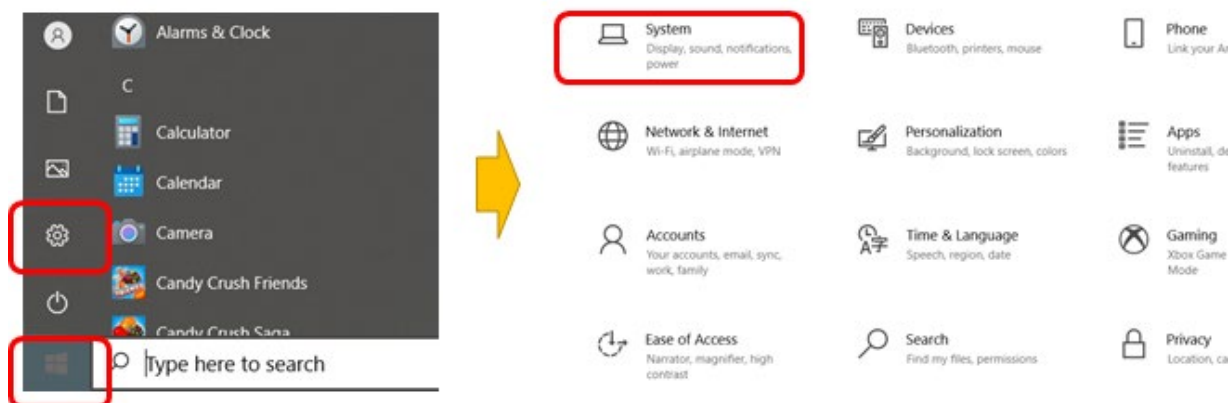 Alarms & Clock
C
Calculator
Calendar
Camera
Candy Crush Friends
Candy Crush Saga
Type here to search
System
Display, sound, notifications,
power
Devices
Bluetooth, printers, mouse
Phone
Link your
Network & Internet
Wi-Fi, airplane mode, VPN
Personalization
Background, lock screen, colors
Apps
Uninstall,
features
Accounts
Your accounts, email, sync,
work, family
Time & Language
Speech, region, date
Gaming
Xbox Game
Mode
Ease of Access
Narrator, magnifier, high
contrast
Search
Find my files, permissions
Privacy
Location,